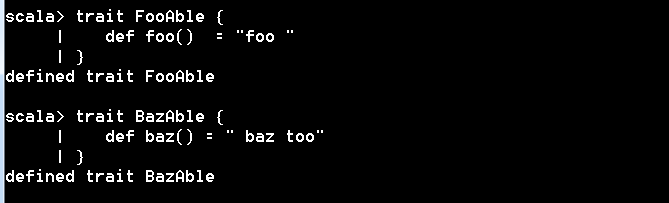 scala> trait FooAble {
     |    def foo()  = "foo "
     | }
defined trait FooAble
scala> trait BazAble {
     |    def baz() = " baz too"
     | }
defined trait BazAble